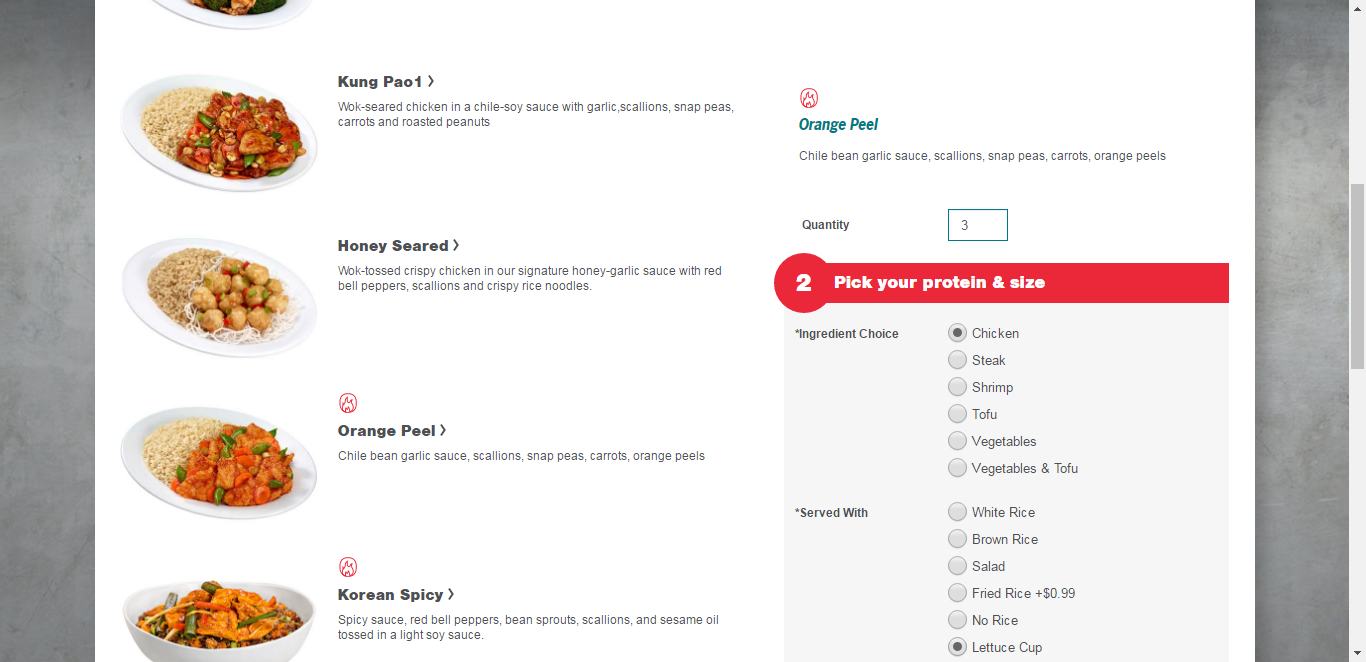 Kung Pao1 >
Wok-seared chicken in a chile-soy sauce with garlic,scallions, snap peas,
carrots and roasted peanuts
Honey Seared >
Wok-tossed crispy chicken in our signature honey-garlic sauce with red
bell peppers, scallions and crispy rice noodles.
Orange Peel >
Chile bean garlic sauce, scallions, snap peas, carrots, orange peels
Korean Spicy >
Spicy sauce, red bell peppers, bean sprouts, scallions, and sesame oil
tossed in a light soy sauce.
Orange Peel
Chile bean garlic sauce, scallions, snap peas, carrots, orange peels
Quantity 3
2 Pick your protein & size
*Ingredient Choice
Chicken
Steak
Shrimp
Tofu
Vegetables
Vegetables & Tofu
*Served With
White Rice
Brown Rice
Salad
Fried Rice +$0.99
No Rice
Lettuce Cup